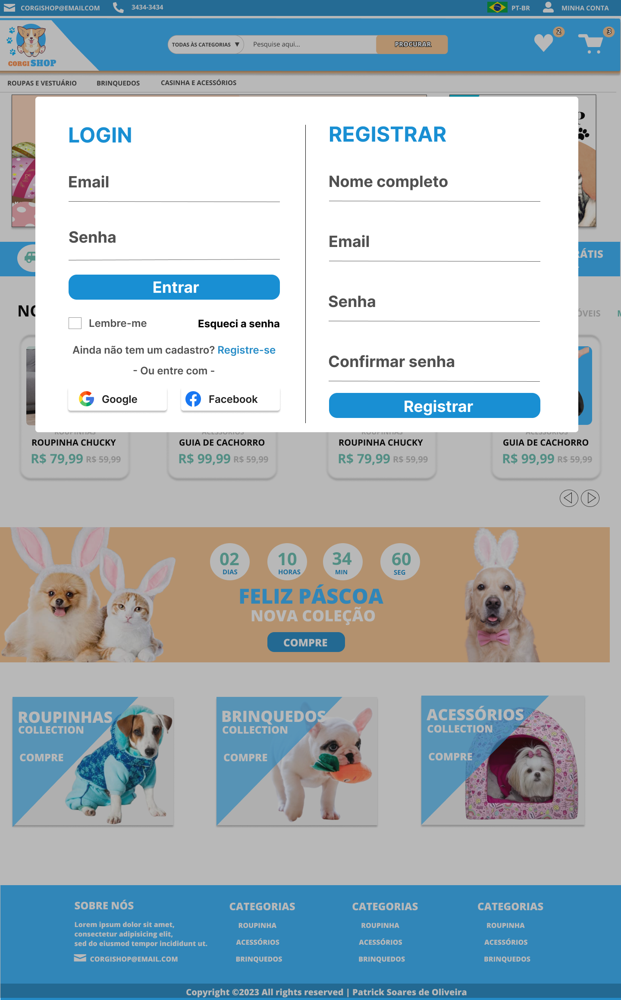 CORGISHOP@EMAILCOM
3434-3434
PT-BR
MINHA CONTA
CORGI SHOP
TODAS ÀS CATEGORIAS ▼
Pesquise aqui...
PROCURAR
2
3
ROUPAS E VESTUÁRIO
BRINQUEDOS
CASINHA E ACESSÓRIOS
LOGIN
Email
Senha
Entrar
Lembre-me
Esqueci a senha
Ainda não tem um cadastro? Registre-se
- Ou entre com -
Google
Facebook
REGISTRAR
Nome completo
Email
Senha
Confirmar senha
Registrar
ROUPINHAS
ROUPINHA CHUCKY
R$ 79,99 R$ 59,99
ACESSÓRIOS
GUIA DE CACHORRO
R$ 99,99 R$ 59,99
ROUPINHAS
ROUPINHA CHUCKY
R$ 79,99 R$ 59,99
ACESSÓRIOS
GUIA DE CACHORRO
R$ 99,99 R$ 59,99
02
DIAS
10
HORAS
34
MIN
60
SEG
FELIZ PÁSCOA
NOVA COLEÇÃO
COMPRE
ROUPINHAS
COLLECTION
COMPRE
BRINQUEDOS
COLLECTION
COMPRE
ACESSÓRIOS
COLLECTION
COMPRE
SOBRE NÓS
Lorem ipsum dolor sit amet,
consectetur adipisicing elit,
sed do eiusmod tempor incididunt ut.
CORGISHOP@EMAIL.COM
CATEGORIAS
ROUPINHA
ACESSÓRIOS
BRINQUEDOS
CATEGORIAS
ROUPINHA
ACESSÓRIOS
BRINQUEDOS
CATEGORIAS
ROUPINHA
ACESSÓRIOS
BRINQUEDOS
Copyright ©2023 All rights reserved | Patrick Soares de Oliveira